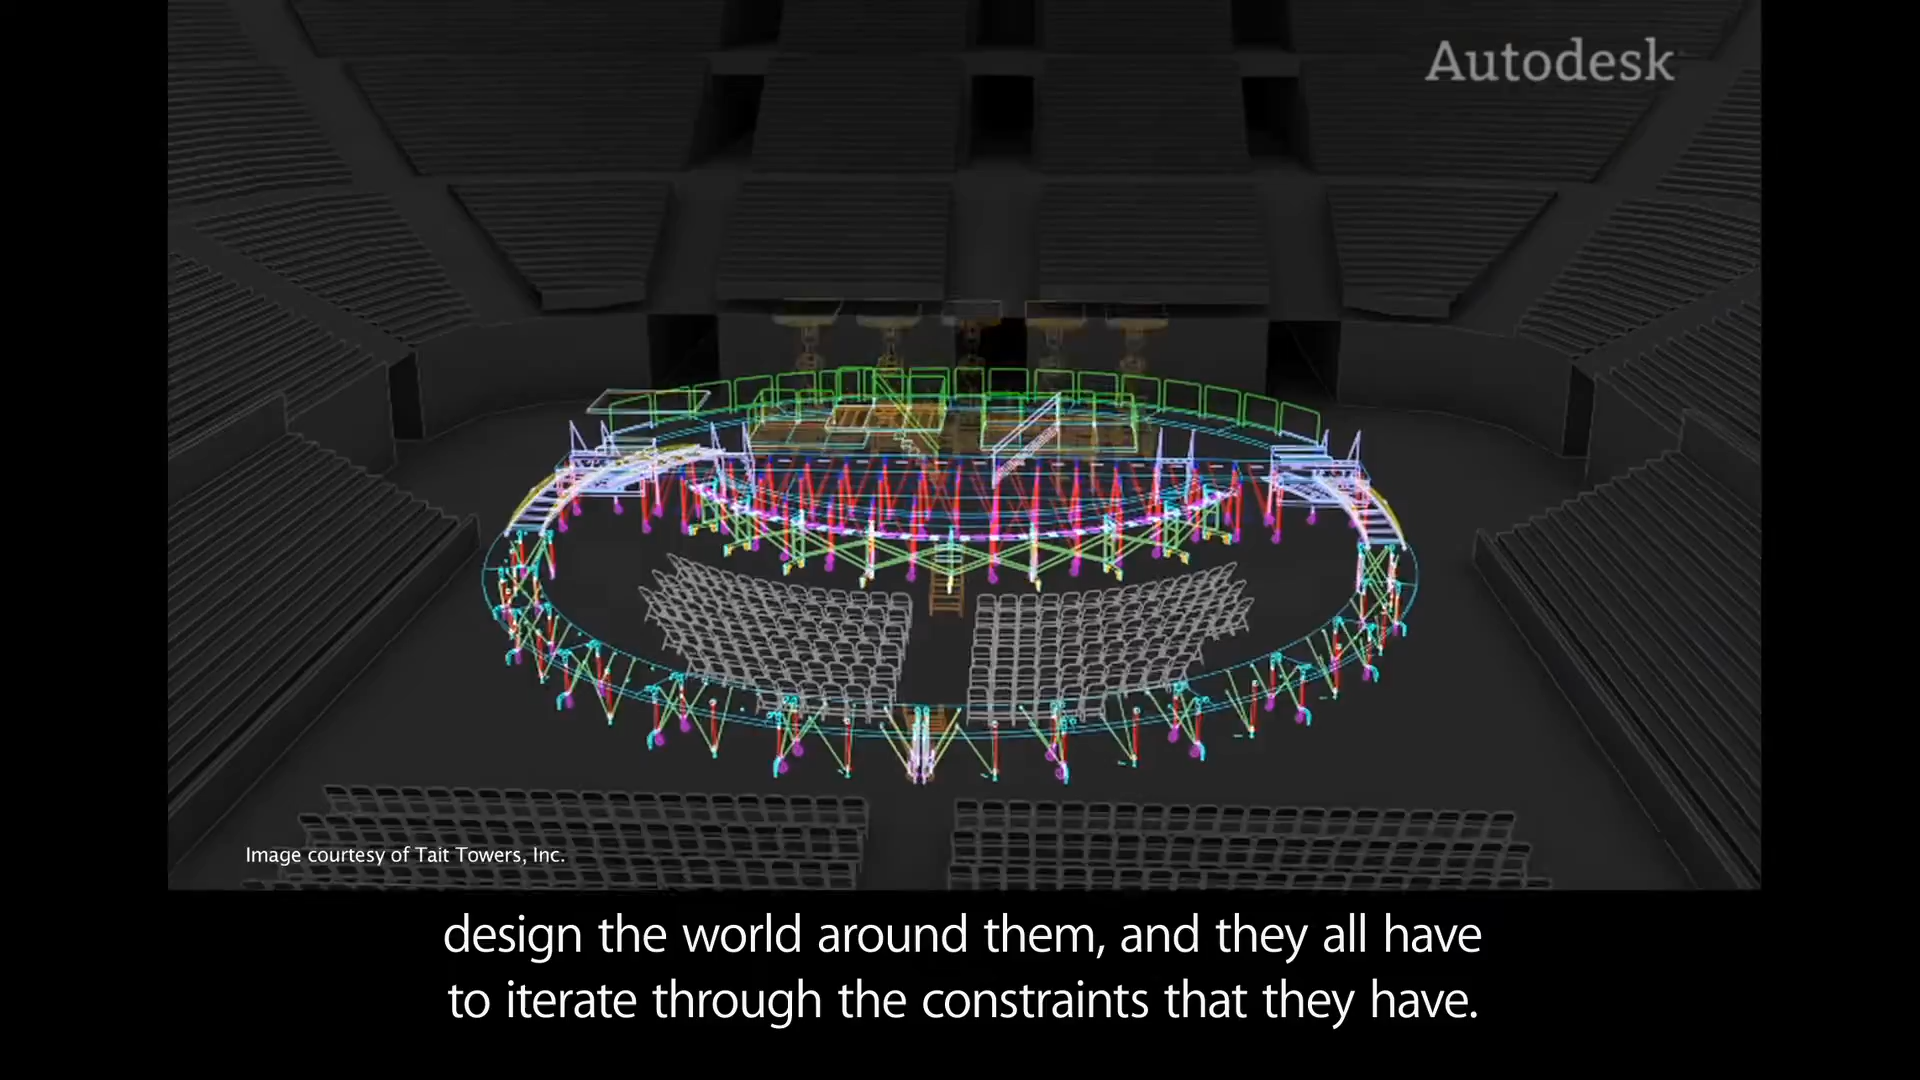 Autodesk
Image courtesy of Tait Towers, Inc.
design the world around them, and they all have
to iterate through the constraints that they have.